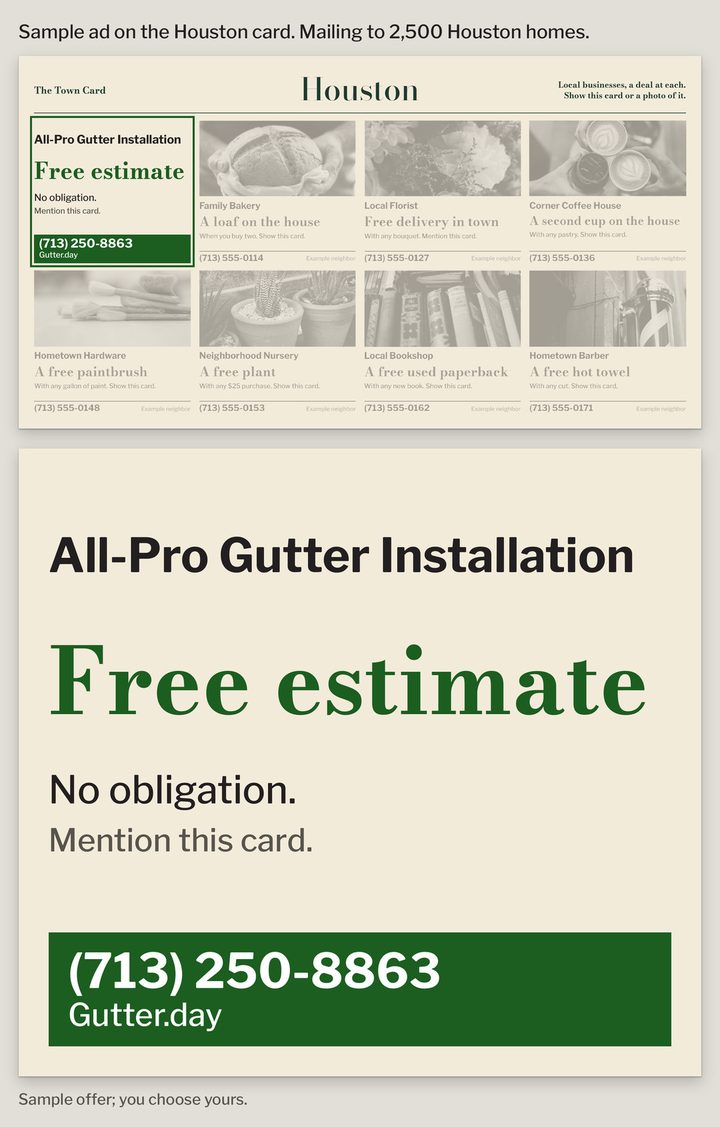 Sample ad on the Houston card. Mailing to 2,500 Houston homes.
The Town Card
Houston
Local businesses, a deal at each.
Show this card or a photo of it.
All-Pro Gutter Installation
Free estimate
No obligation.
Mention this card.
(713) 250-8863
Gutter.day
Family Bakery
A loaf on the house
When you buy two. Show this card.
(713) 555-0114 Example neighbor
Local Florist
Free delivery in town
With any bouquet. Mention this card.
(713) 555-0127 Example neighbor
Corner Coffee House
A second cup on the house
With any pastry. Show this card.
(713) 555-0136 Example neighbor
Hometown Hardware
A free paintbrush
With any gallon of paint. Show this card.
(713) 555-0148 Example neighbor
Neighborhood Nursery
A free plant
With any $25 purchase. Show this card.
(713) 555-0153 Example neighbor
Local Bookshop
A free used paperback
With any new book. Show this card.
(713) 555-0162 Example neighbor
Hometown Barber
A free hot towel
With any cut. Show this card.
(713) 555-0171 Example neighbor
All-Pro Gutter Installation
Free estimate
No obligation.
Mention this card.
(713) 250-8863
Gutter.day
Sample offer; you choose yours.